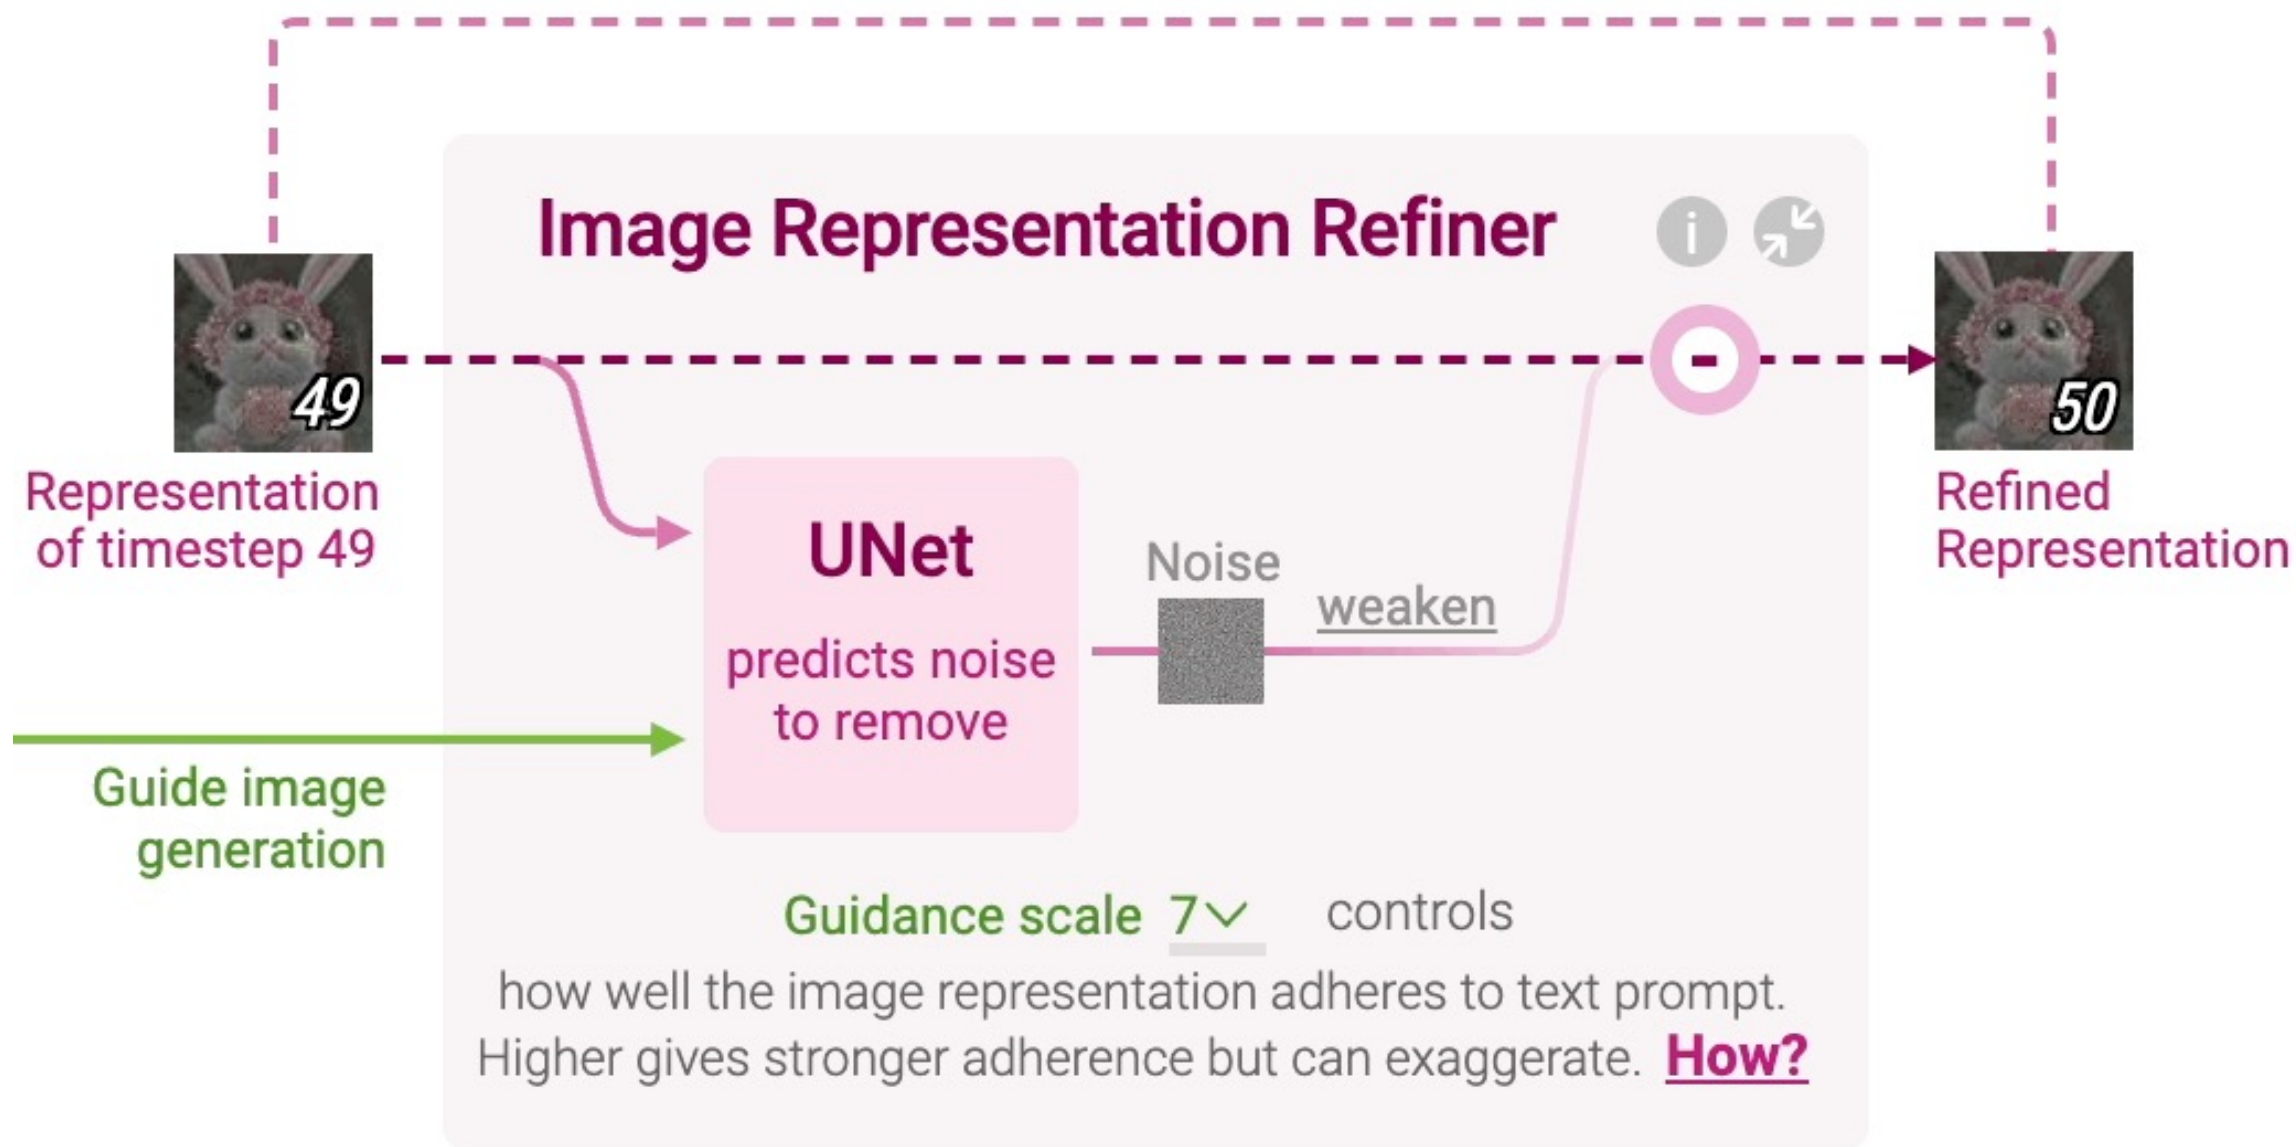 Image Representation Refiner
i
49
50
Representation
of timestep 49
Refined
Representation
UNet
predicts noise
to remove
Noise
weaken
-
Guide image
generation
Guidance scale 7 controls
how well the image representation adheres to text prompt.
Higher gives stronger adherence but can exaggerate. How?